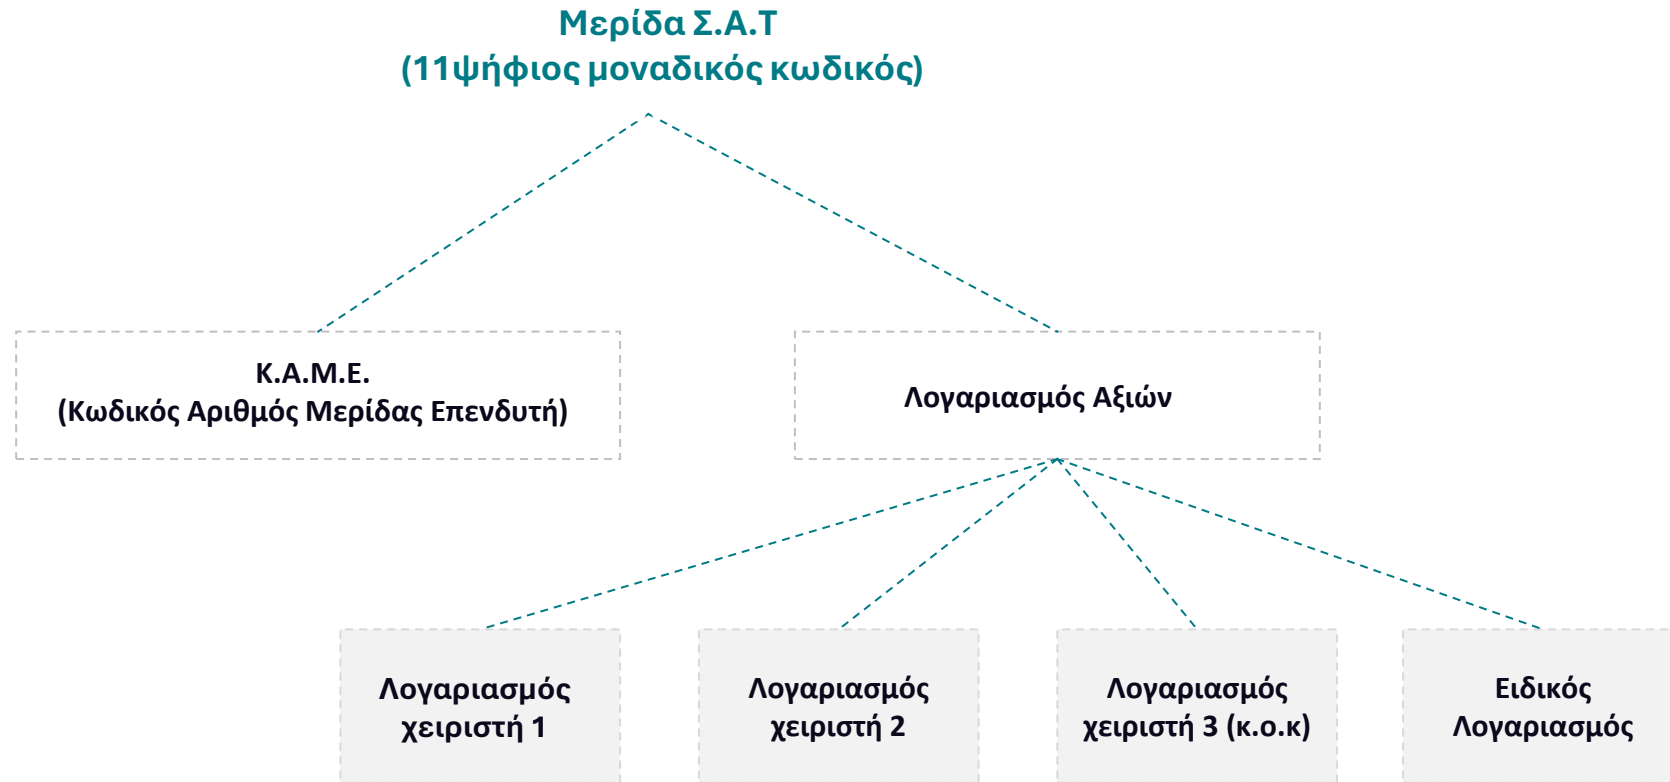 Μερίδα Σ.Α.Τ
(11ψήφιος μοναδικός κωδικός)
Κ.Α.Μ.Ε.
(Κωδικός Αριθμός Μερίδας Επενδυτή)
Λογαριασμός Αξιών
Λογαριασμός
χειριστή 1
Λογαριασμός
χειριστή 2
Λογαριασμός
χειριστή 3 (κ.ο.κ)
Ειδικός
Λογαριασμός